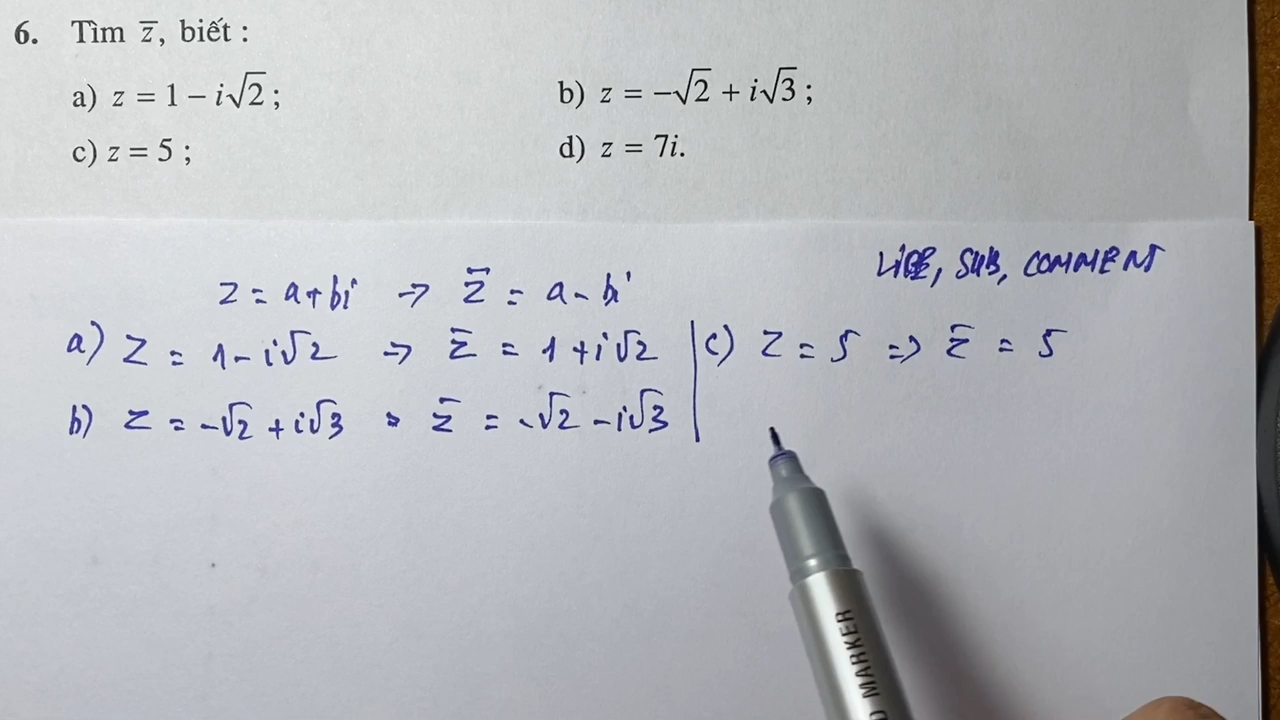 6. Tìm z̅, biết :
a) z = 1 − i√2 ;
b) z = −√2 + i√3 ;
c) z = 5 ;
d) z = 7i.
LIKE, SUB, COMMENT
z = a + bi → z̅ = a − bi
a) z = 1 − i√2 → z̅ = 1 + i√2
b) z = −√2 + i√3 → z̅ = −√2 − i√3
c) z = 5 => z̅ = 5
MARKER